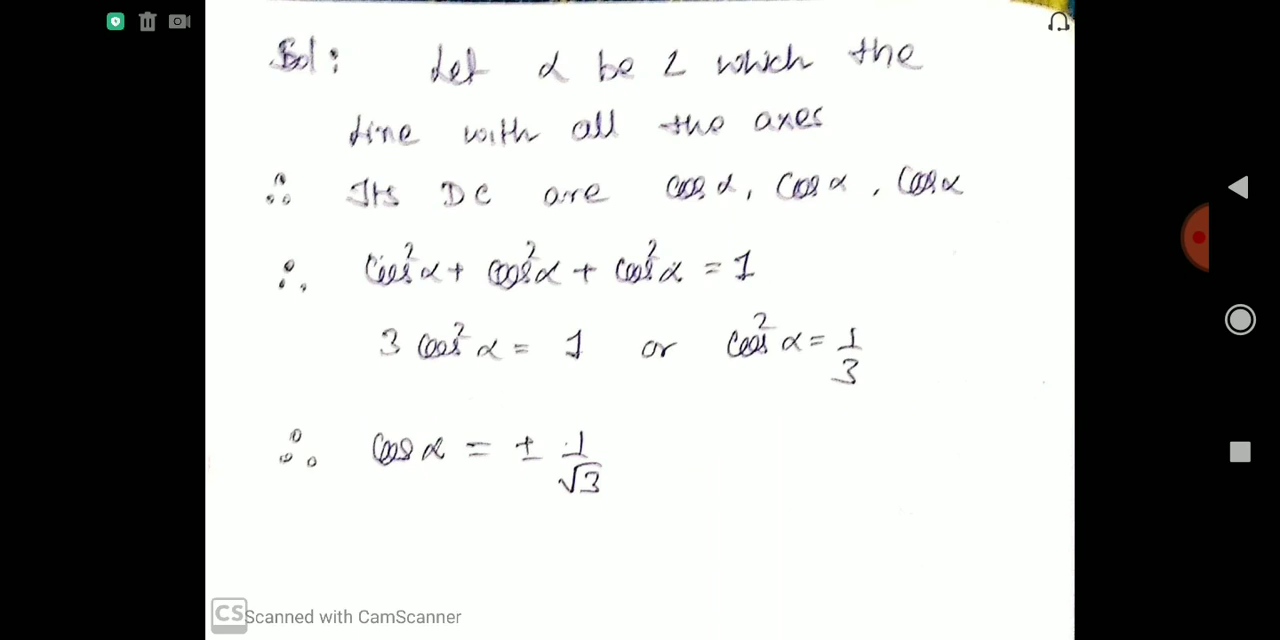 Sol: Let α be ∠ which the
line with all the axes
∴ Its DC are cos α, cos α, cos α
∴ cos²α + cos²α + cos²α = 1
3 cos²α = 1 or cos²α = 1/3
∴ cos α = ± 1/√3
CS Scanned with CamScanner